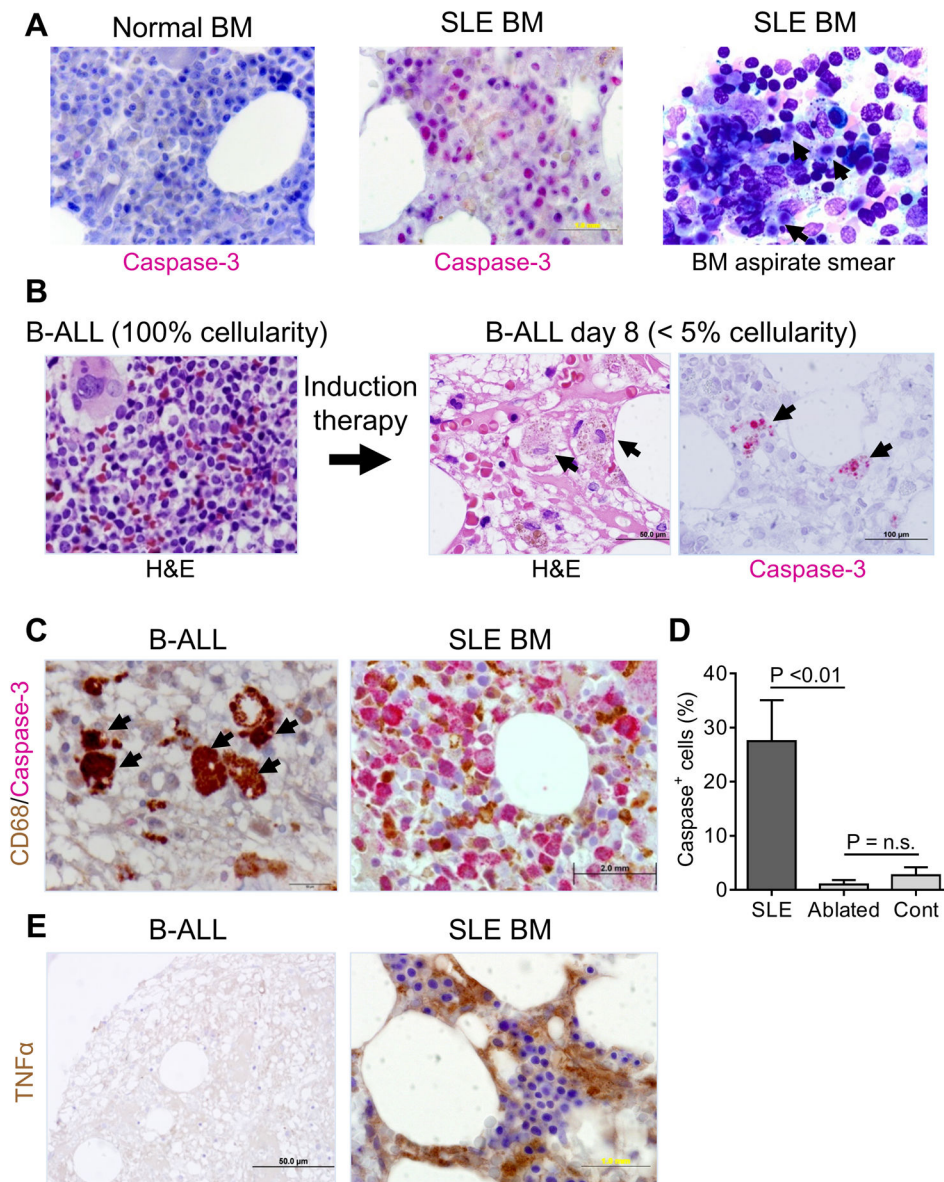 A
Normal BM
SLE BM
SLE BM
Caspase-3
Caspase-3
BM aspirate smear
B
B-ALL (100% cellularity)
B-ALL day 8 (< 5% cellularity)
Induction
therapy
50.0 µm
100 µm
H&E
H&E
Caspase-3
C
B-ALL
SLE BM
CD68/Caspase-3
2.0 mm
D
Caspase+ cells (%)
40
30
20
10
0
P <0.01
P = n.s.
SLE
Ablated
Cont
E
B-ALL
SLE BM
TNFα
50.0 µm